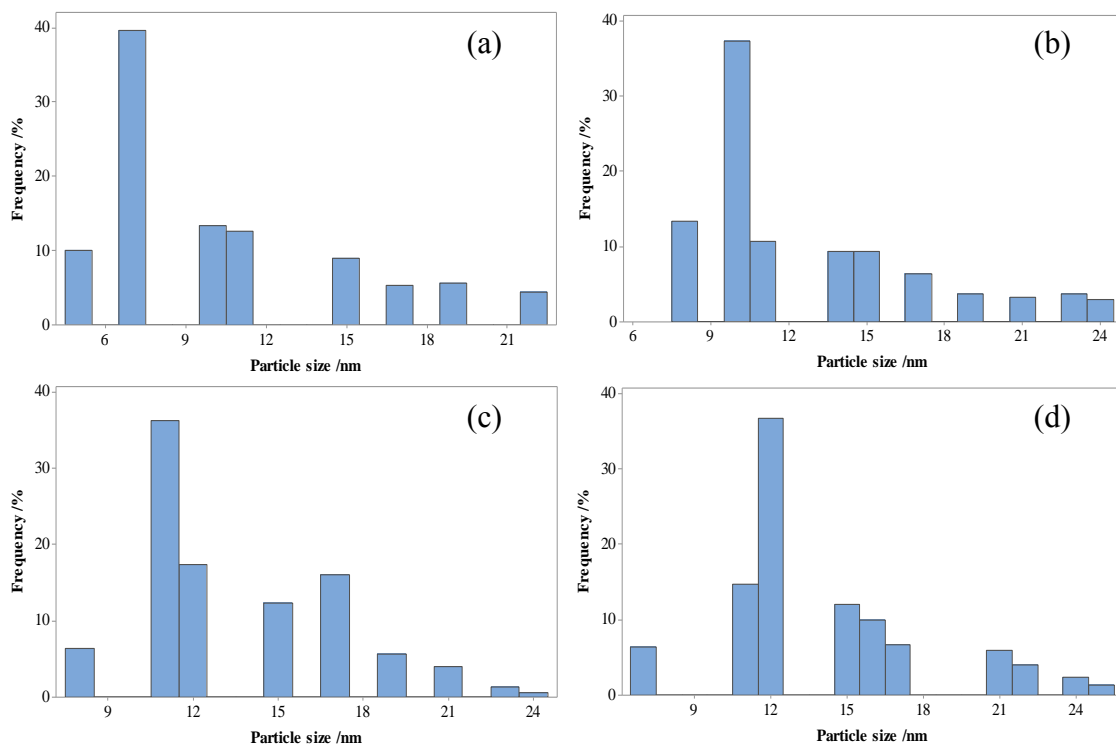 (a)
Frequency /%
40
30
20
10
0
6 9 12 15 18 21
Particle size /nm
(b)
Frequency /%
40
30
20
10
0
6 9 12 15 18 21 24
Particle size /nm
(c)
Frequency /%
40
30
20
10
0
9 12 15 18 21 24
Particle size /nm
(d)
Frequency /%
40
30
20
10
0
9 12 15 18 21 24
Particle size /nm